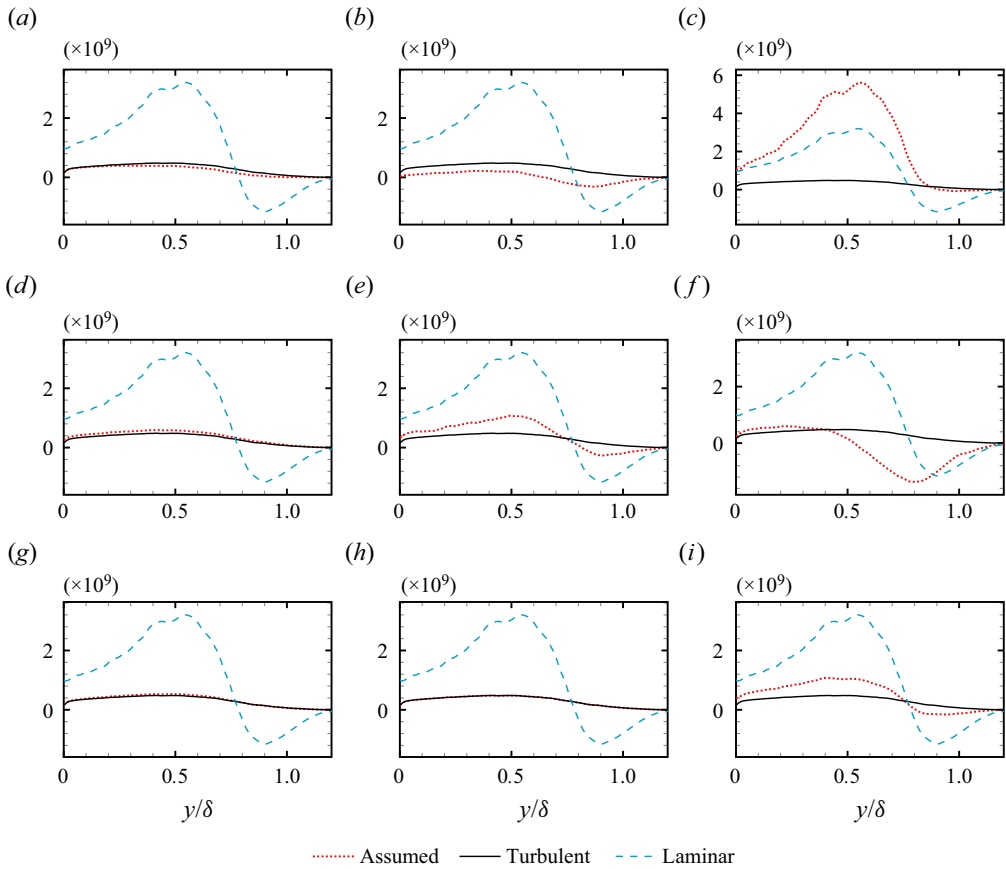 (a) (b) (c)
(×10⁹) (×10⁹) (×10⁹)
6
2 2 4
2
0 0 0
0 0.5 1.0 0 0.5 1.0 0 0.5 1.0
(d) (e) (f)
(×10⁹) (×10⁹) (×10⁹)
2 2 2
0 0 0
0 0.5 1.0 0 0.5 1.0 0 0.5 1.0
(g) (h) (i)
(×10⁹) (×10⁹) (×10⁹)
2 2 2
0 0 0
0 0.5 1.0 0 0.5 1.0 0 0.5 1.0
y/δ y/δ y/δ
Assumed Turbulent Laminar